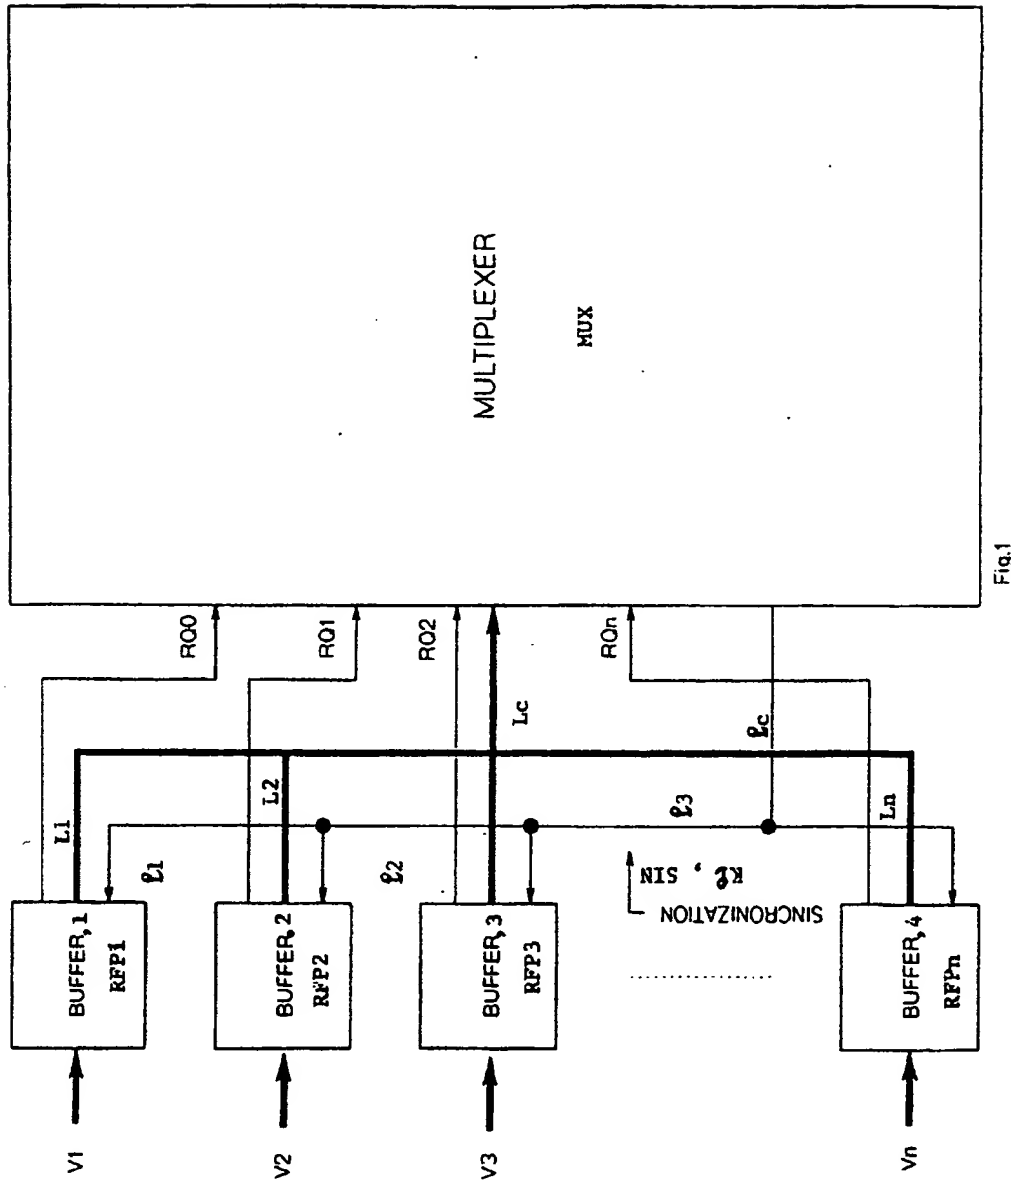 MULTIPLEXER
MUX
RQ0
RQ1
RQ2
RQn
Lc
ℓc
L1
L2
Ln
ℓ1
ℓ2
ℓ3
Kℓ, SIN
SINCRONIZATION
BUFFER,1
RFP1
BUFFER,2
RFP2
BUFFER,3
RFP3
BUFFER,4
RFPn
V1
V2
V3
Vn
Fig.1